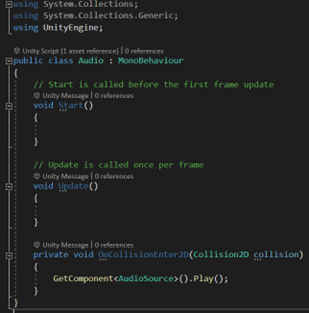 using System.Collections;
using System.Collections.Generic;
using UnityEngine;
Unity Script (1 asset reference) | 0 references
public class Audio : MonoBehaviour
{
// Start is called before the first frame update
Unity Message | 0 references
void Start()
{
}
// Update is called once per frame
Unity Message | 0 references
void Update()
{
}
Unity Message | 0 references
private void OnCollisionEnter2D(Collision2D collision)
{
GetComponent<AudioSource>().Play();
}
}